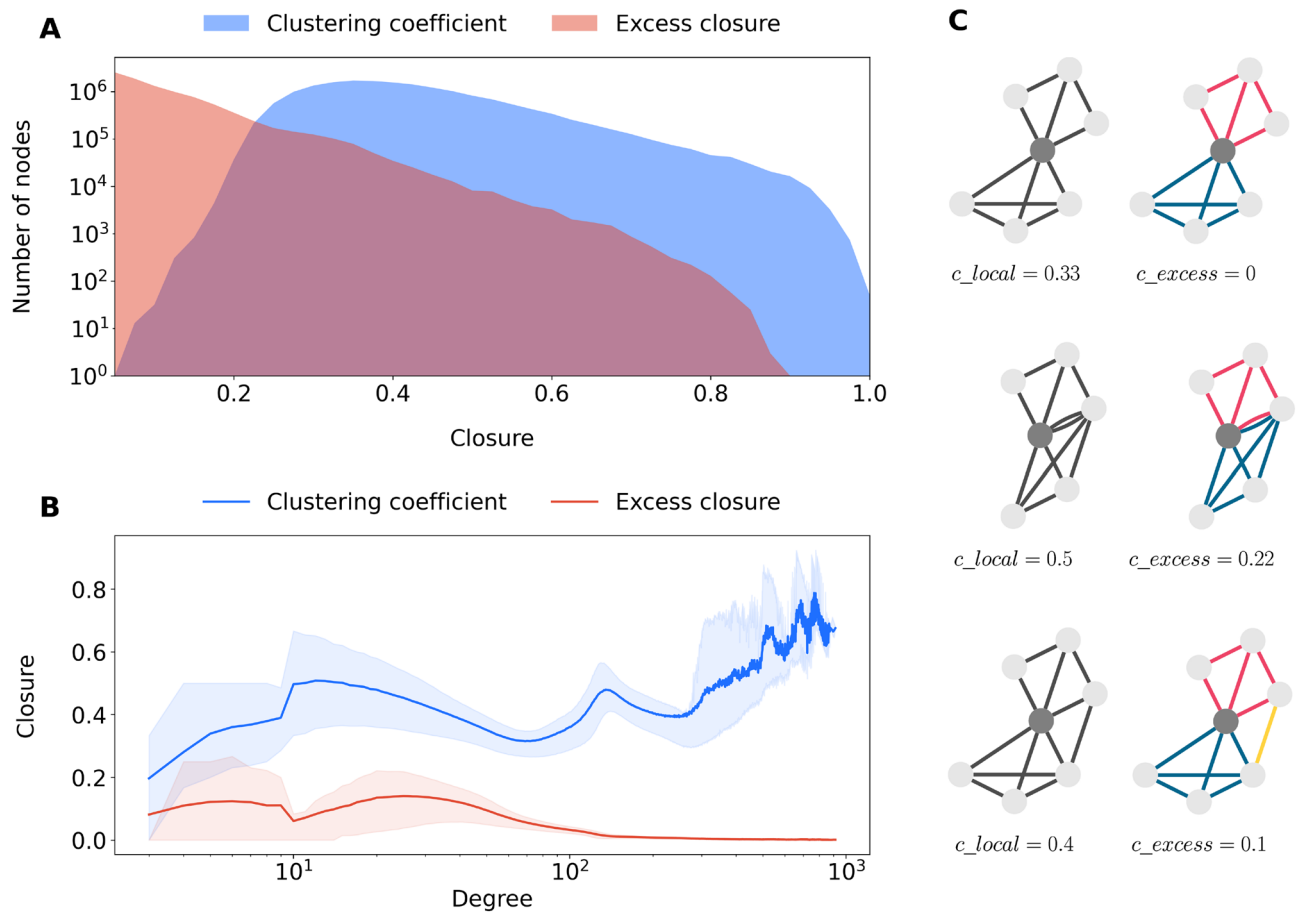 A
Clustering coefficient
Excess closure
Number of nodes
10^6
10^5
10^4
10^3
10^2
10^1
10^0
0.2
0.4
0.6
0.8
1.0
Closure
B
Clustering coefficient
Excess closure
Closure
0.8
0.6
0.4
0.2
0.0
10^1
10^2
10^3
Degree
C
c_local = 0.33
c_excess = 0
c_local = 0.5
c_excess = 0.22
c_local = 0.4
c_excess = 0.1